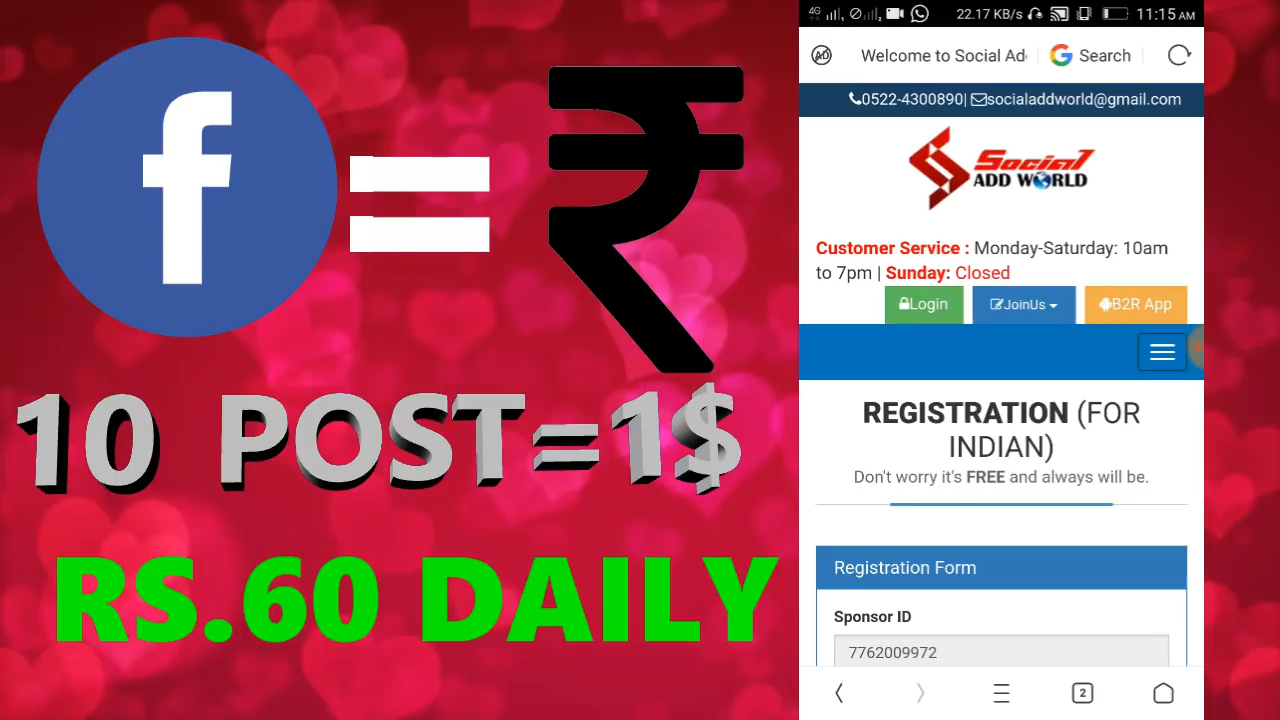 f
=
₹
10 POST=1$
RS.60 DAILY
4G 22.17 KB/s 11:15 AM
AD Welcome to Social Ad G Search
0522-4300890| socialaddworld@gmail.com
Social
ADD WORLD
Customer Service : Monday-Saturday: 10am
to 7pm | Sunday: Closed
Login JoinUs B2R App
REGISTRATION (FOR
INDIAN)
Don't worry it's FREE and always will be.
Registration Form
Sponsor ID
7762009972
2